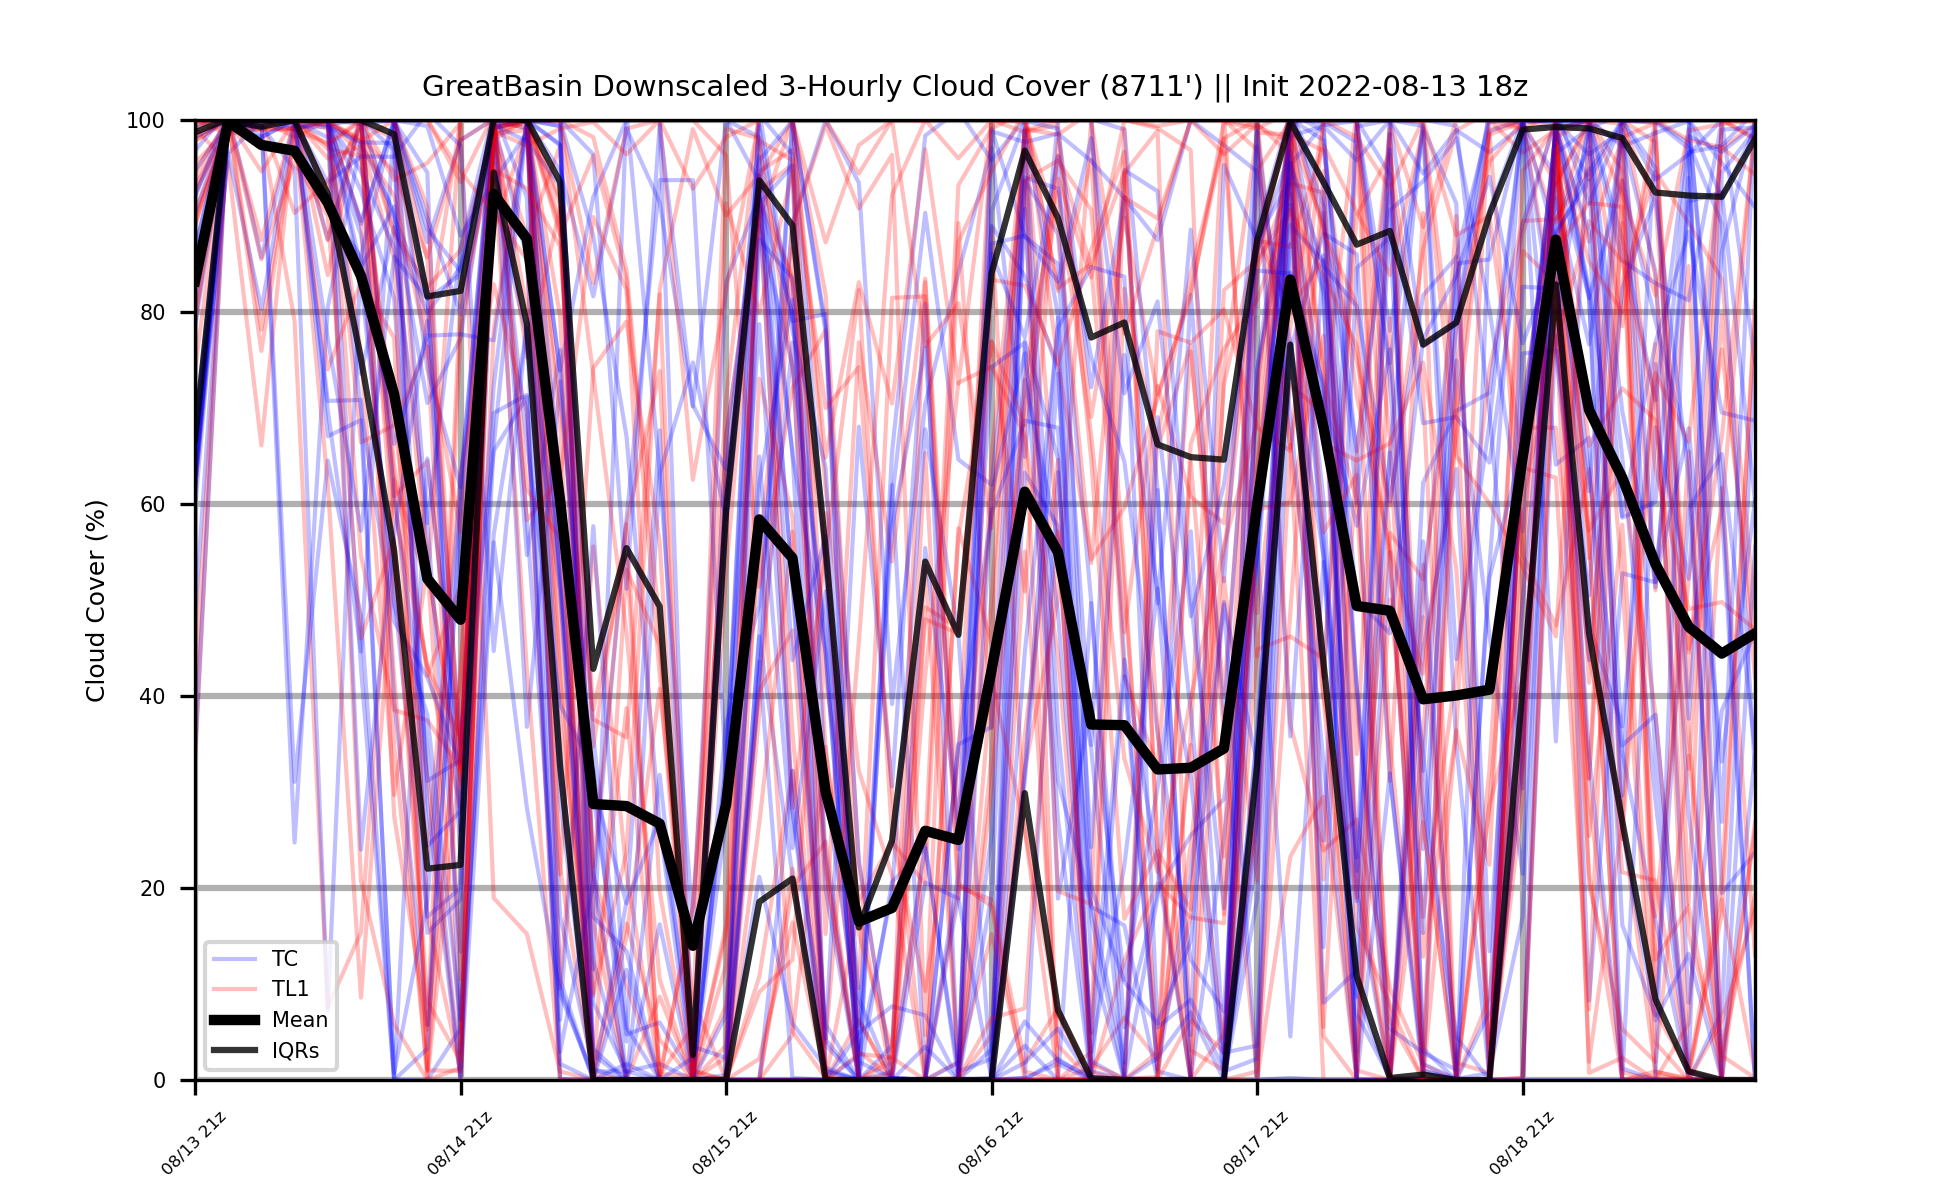 GreatBasin Downscaled 3-Hourly Cloud Cover (8711') || Init 2022-08-13 18z
Cloud Cover (%)
100
80
60
40
20
0
TC
TL1
Mean
IQRs
08/13 21z
08/14 21z
08/15 21z
08/16 21z
08/17 21z
08/18 21z